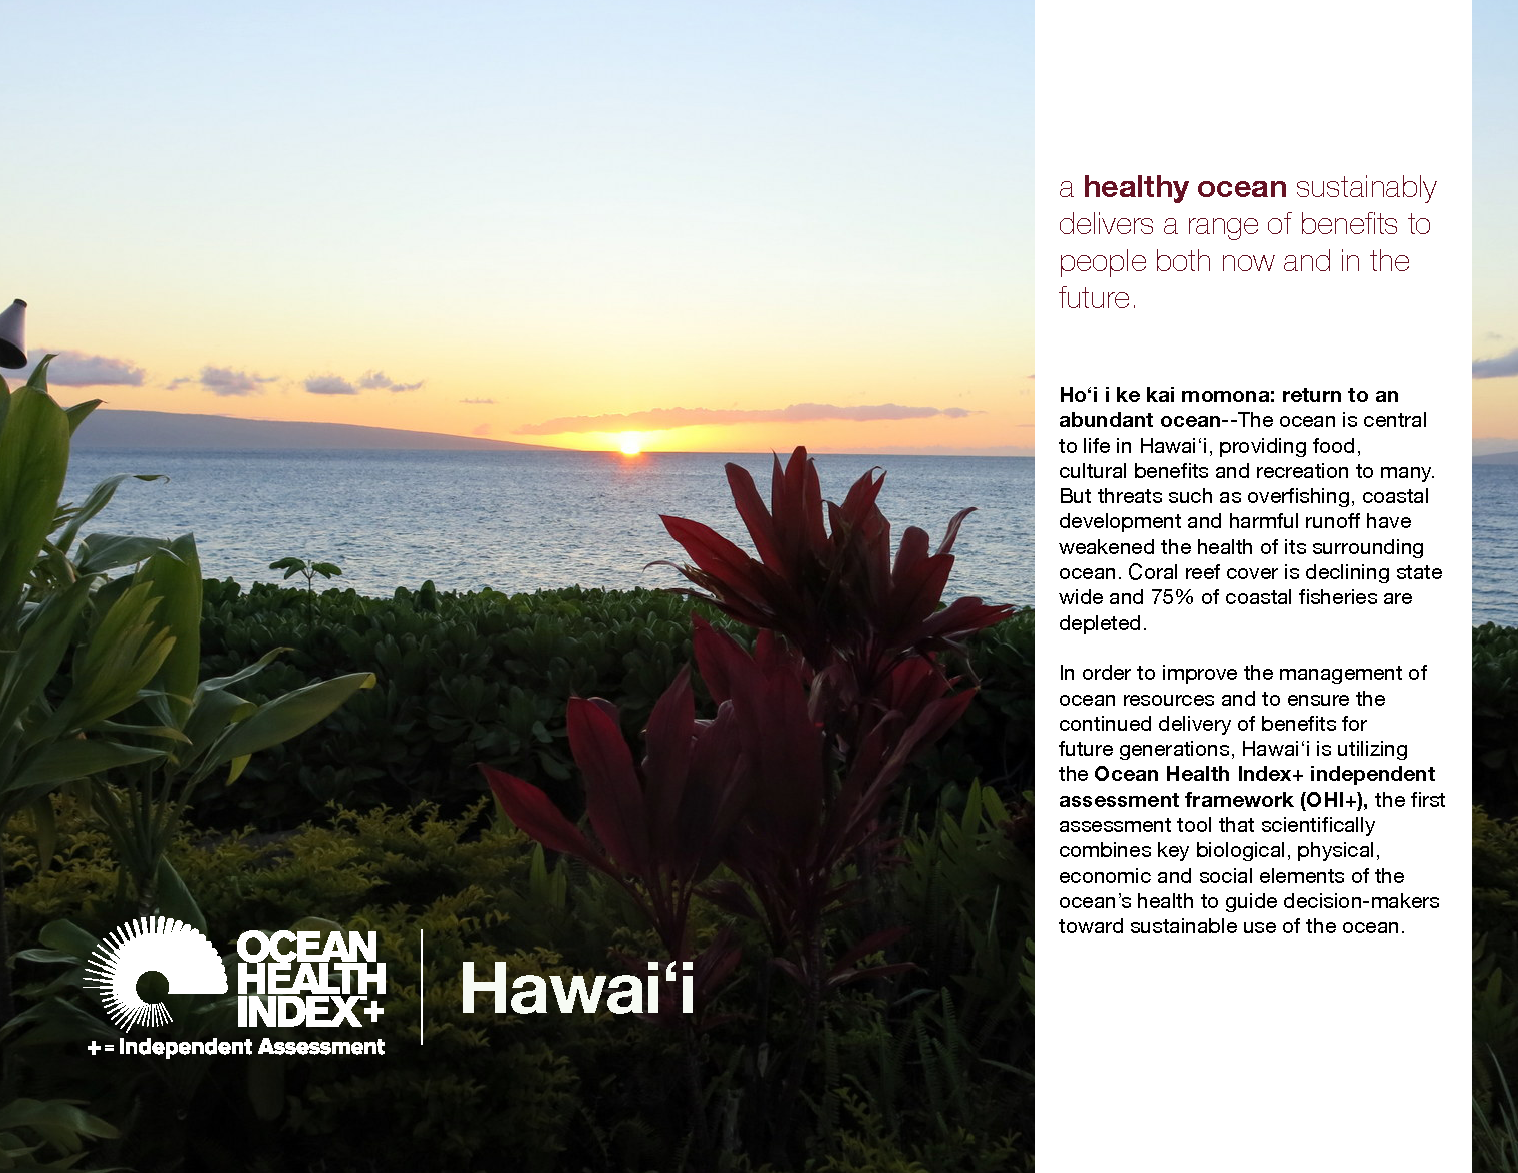 a healthy ocean sustainably
delivers a range of benefits to
people both now and in the
future.
Ho‘i i ke kai momona: return to an
abundant ocean--The ocean is central
to life in Hawai‘i, providing food,
cultural benefits and recreation to many.
But threats such as overfishing, coastal
development and harmful runoff have
weakened the health of its surrounding
ocean. Coral reef cover is declining state
wide and 75% of coastal fisheries are
depleted.
In order to improve the management of
ocean resources and to ensure the
continued delivery of benefits for
future generations, Hawai‘i is utilizing
the Ocean Health Index+ independent
assessment framework (OHI+), the first
assessment tool that scientifically
combines key biological, physical,
economic and social elements of the
ocean’s health to guide decision-makers
toward sustainable use of the ocean.
OCEAN
HEALTH
INDEX+
+ = Independent Assessment
Hawai‘i